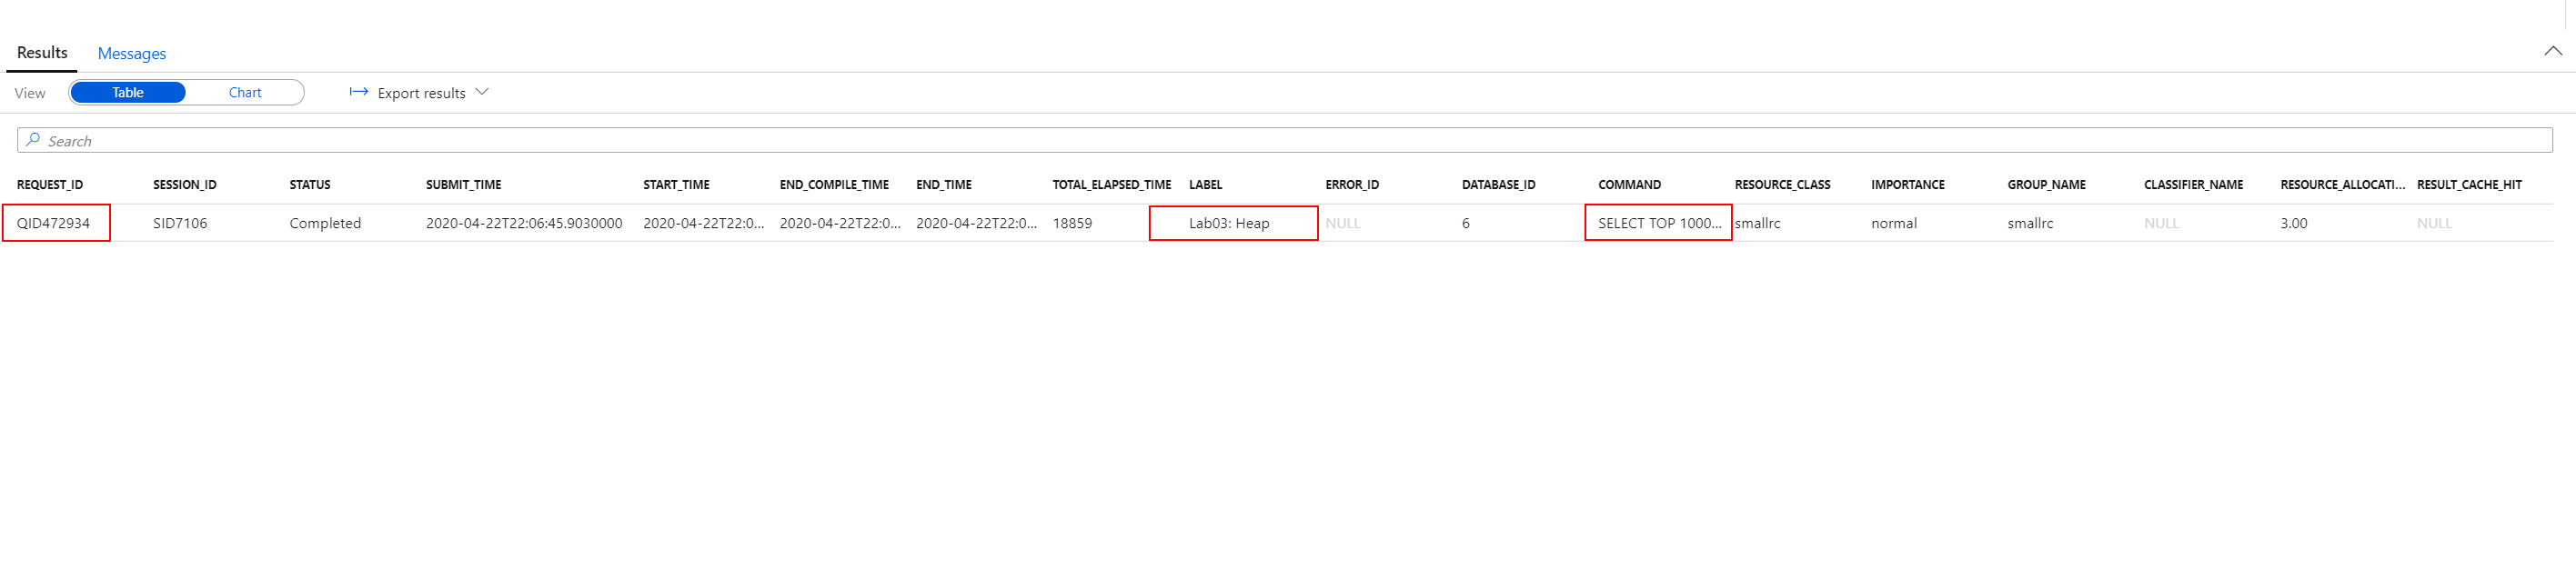 Results Messages
View Table Chart Export results
Search
REQUEST_ID SESSION_ID STATUS SUBMIT_TIME START_TIME END_COMPILE_TIME END_TIME TOTAL_ELAPSED_TIME LABEL ERROR_ID DATABASE_ID COMMAND RESOURCE_CLASS IMPORTANCE GROUP_NAME CLASSIFIER_NAME RESOURCE_ALLOCATI... RESULT_CACHE_HIT
QID472934 SID7106 Completed 2020-04-22T22:06:45.9030000 2020-04-22T22:0... 2020-04-22T22:0... 2020-04-22T22:0... 18859 Lab03: Heap NULL 6 SELECT TOP 1000... smallrc normal smallrc NULL 3.00 NULL